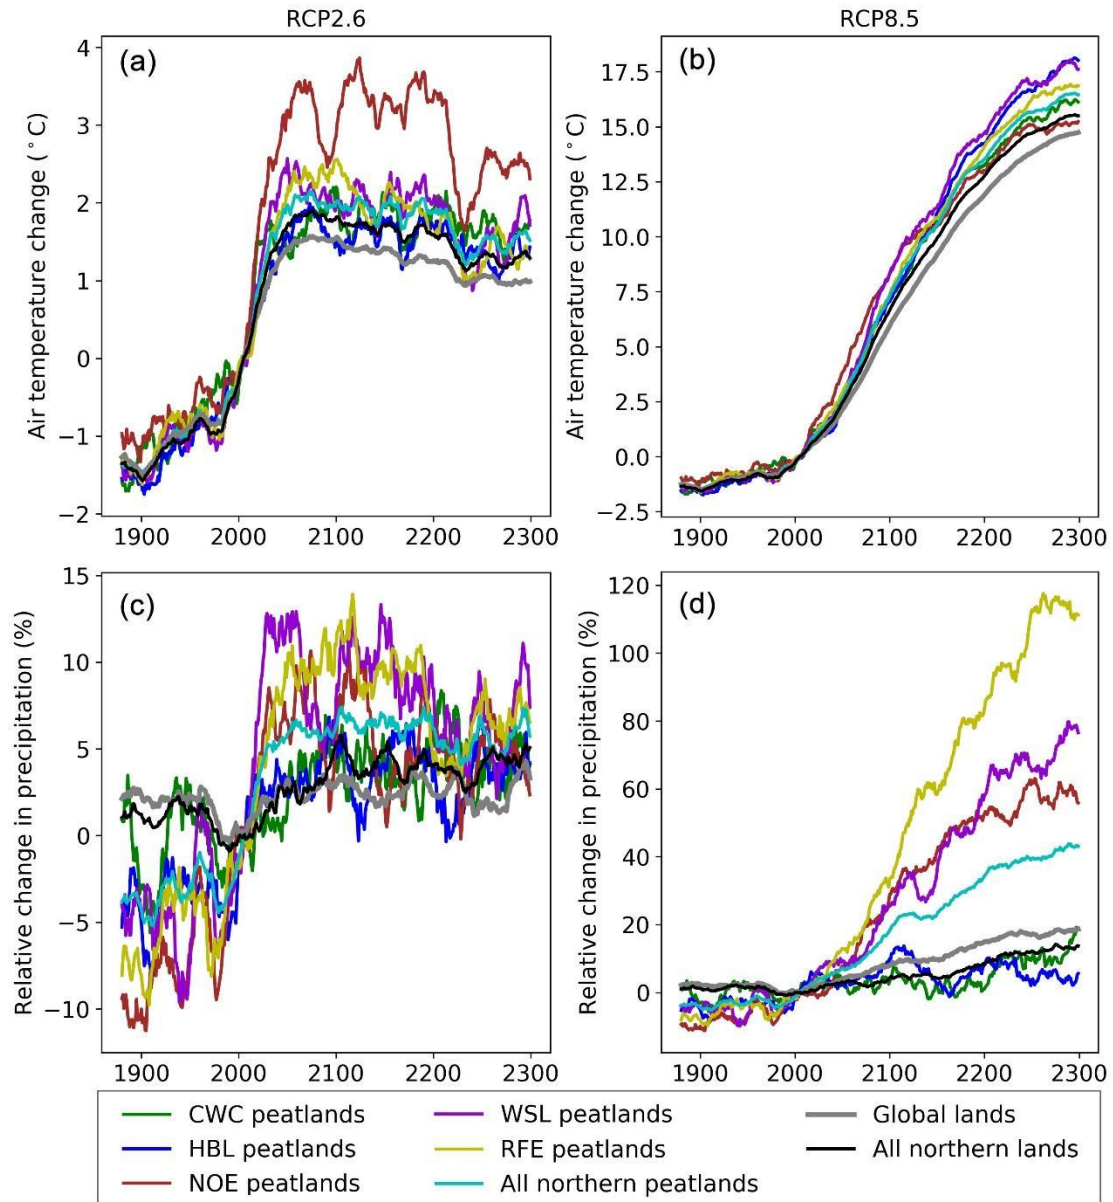 RCP2.6
RCP8.5
(a)
Air temperature change (°C)
4
3
2
1
0
−1
−2
1900 2000 2100 2200 2300
(b)
Air temperature change (°C)
17.5
15.0
12.5
10.0
7.5
5.0
2.5
0.0
−2.5
1900 2000 2100 2200 2300
(c)
Relative change in precipitation (%)
15
10
5
0
−5
−10
1900 2000 2100 2200 2300
(d)
Relative change in precipitation (%)
120
100
80
60
40
20
0
1900 2000 2100 2200 2300
CWC peatlands
HBL peatlands
NOE peatlands
WSL peatlands
RFE peatlands
All northern peatlands
Global lands
All northern lands